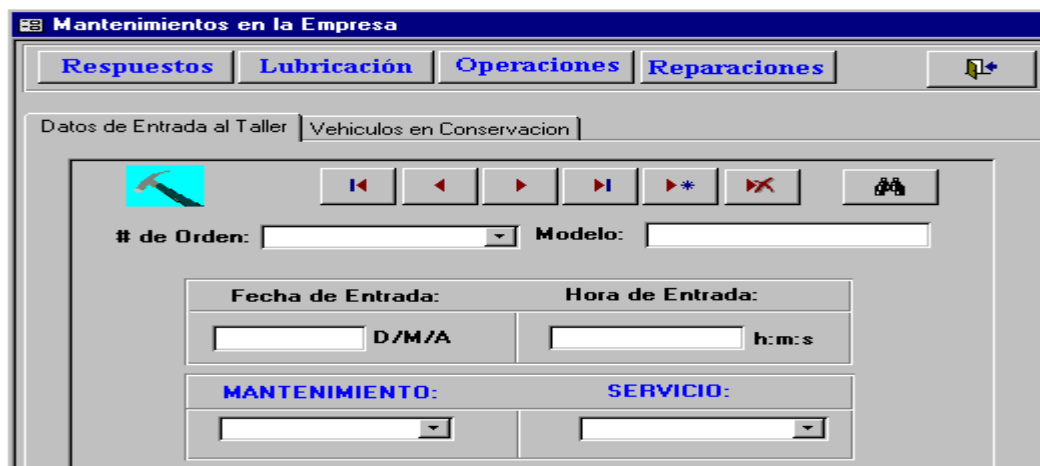 Mantenimientos en la Empresa
Respuestos Lubricación Operaciones Reparaciones
Datos de Entrada al Taller Vehiculos en Conservacion
# de Orden: Modelo:
Fecha de Entrada: Hora de Entrada:
D/M/A h:m:s
MANTENIMIENTO: SERVICIO: